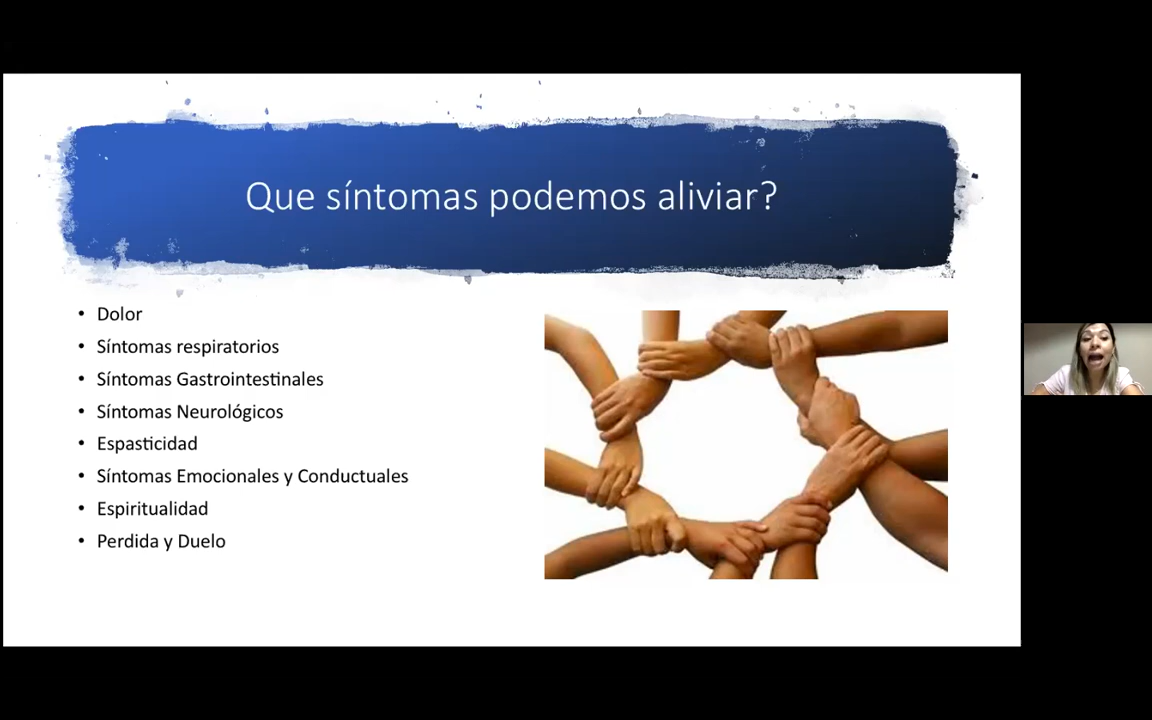 Que síntomas podemos aliviar?
• Dolor
• Síntomas respiratorios
• Síntomas Gastrointestinales
• Síntomas Neurológicos
• Espasticidad
• Síntomas Emocionales y Conductuales
• Espiritualidad
• Perdida y Duelo